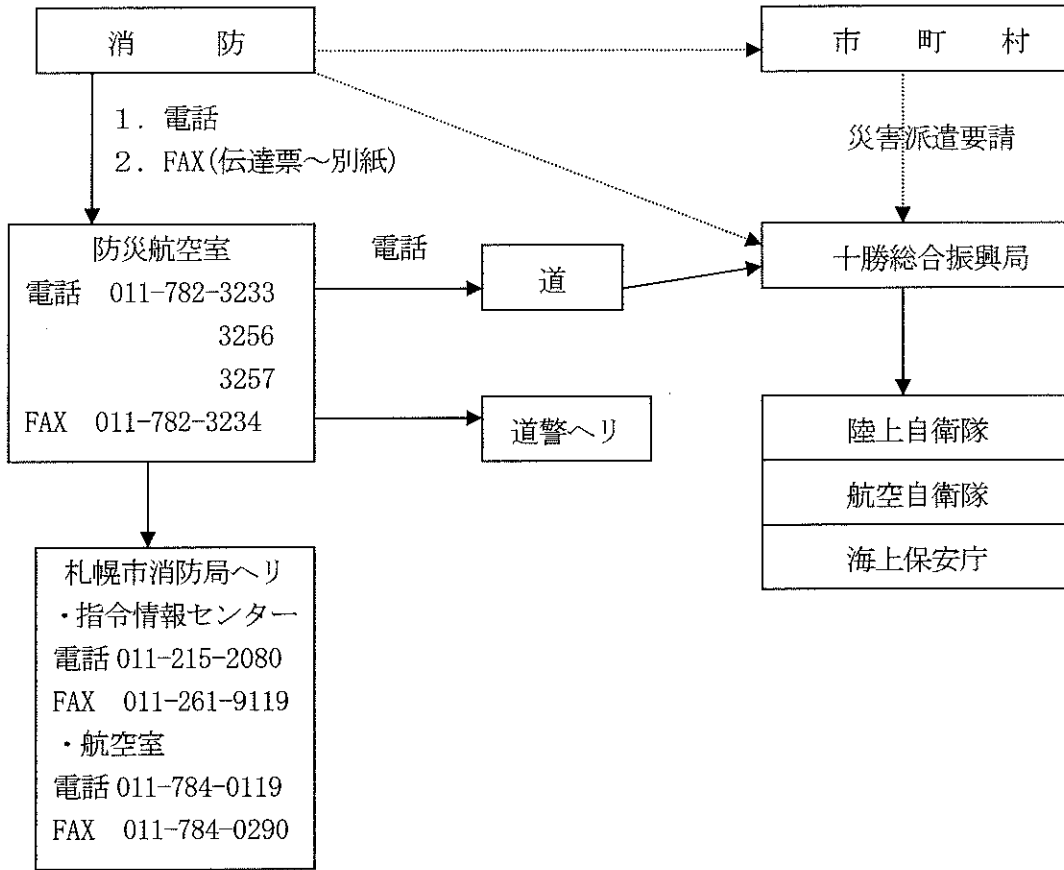 消　防
市　町　村
1. 電話
2. FAX(伝達票～別紙)
災害派遣要請
防災航空室
電話　011-782-3233
3256
3257
FAX　011-782-3234
電話
道
十勝総合振興局
道警ヘリ
陸上自衛隊
航空自衛隊
海上保安庁
札幌市消防局ヘリ
・指令情報センター
電話 011-215-2080
FAX　011-261-9119
・航空室
電話 011-784-0119
FAX　011-784-0290